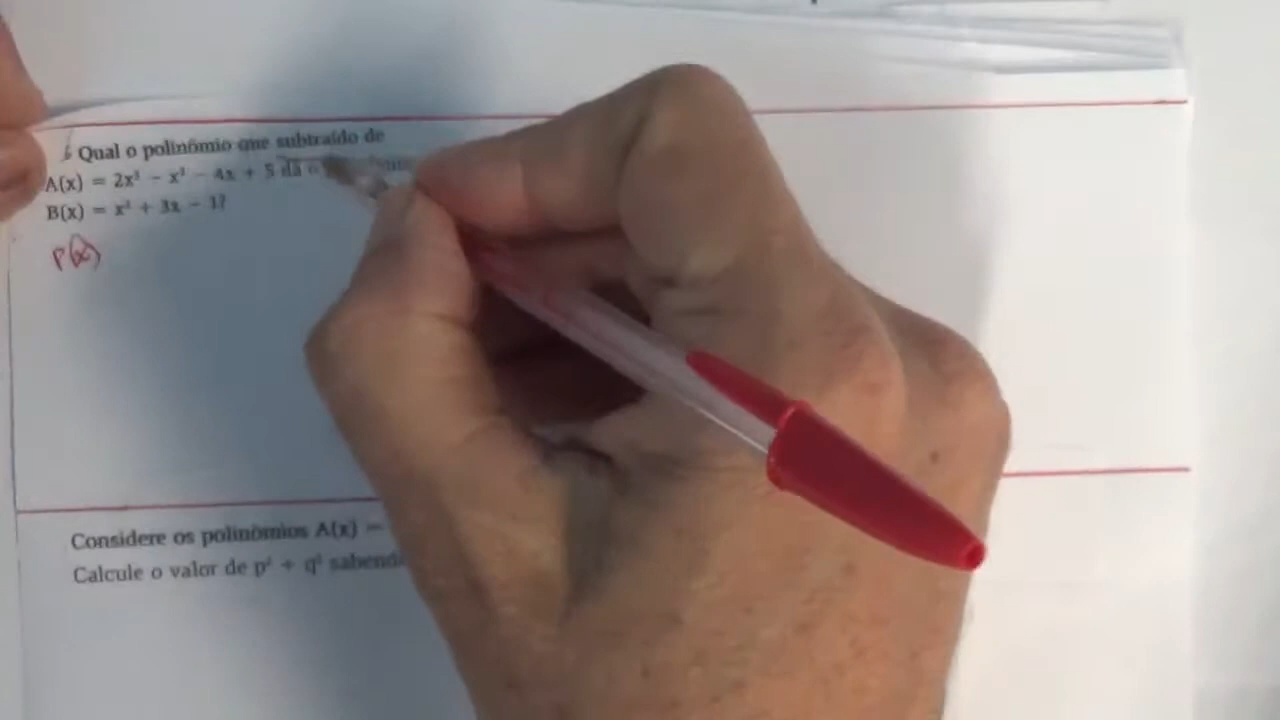 Qual o polinômio que subtraído de
A(x) = 2x³ - x² - 4x + 5 dá o
B(x) = x² + 3x - 1?
P(x)
Considere os polinômios A(x) =
Calcule o valor de p² + q² sabendo